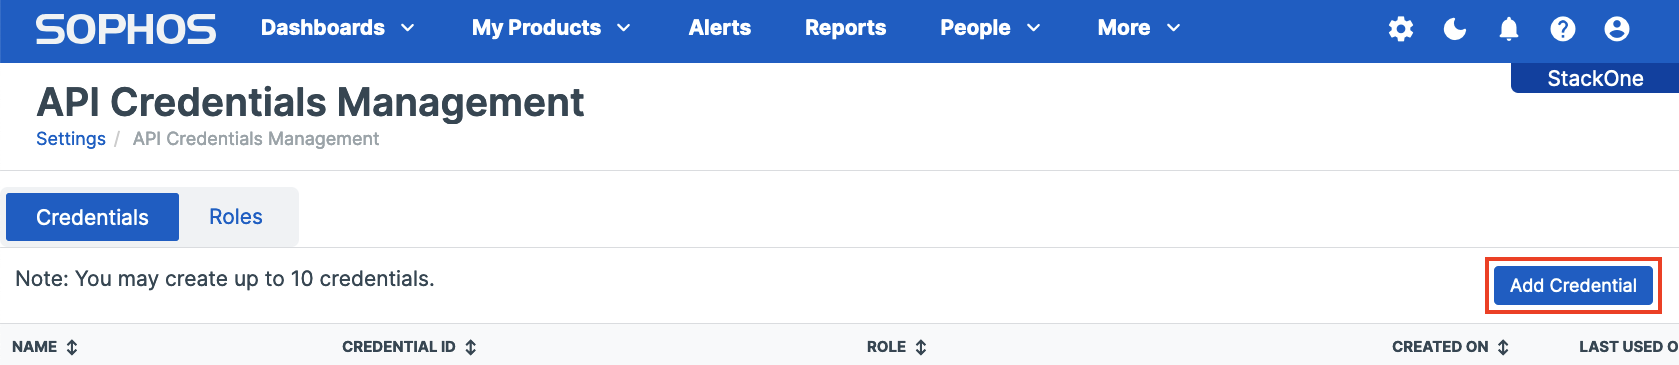 SOPHOS Dashboards My Products Alerts Reports People More
StackOne
API Credentials Management
Settings / API Credentials Management
Credentials Roles
Note: You may create up to 10 credentials.
Add Credential
NAME CREDENTIAL ID ROLE CREATED ON LAST USED O